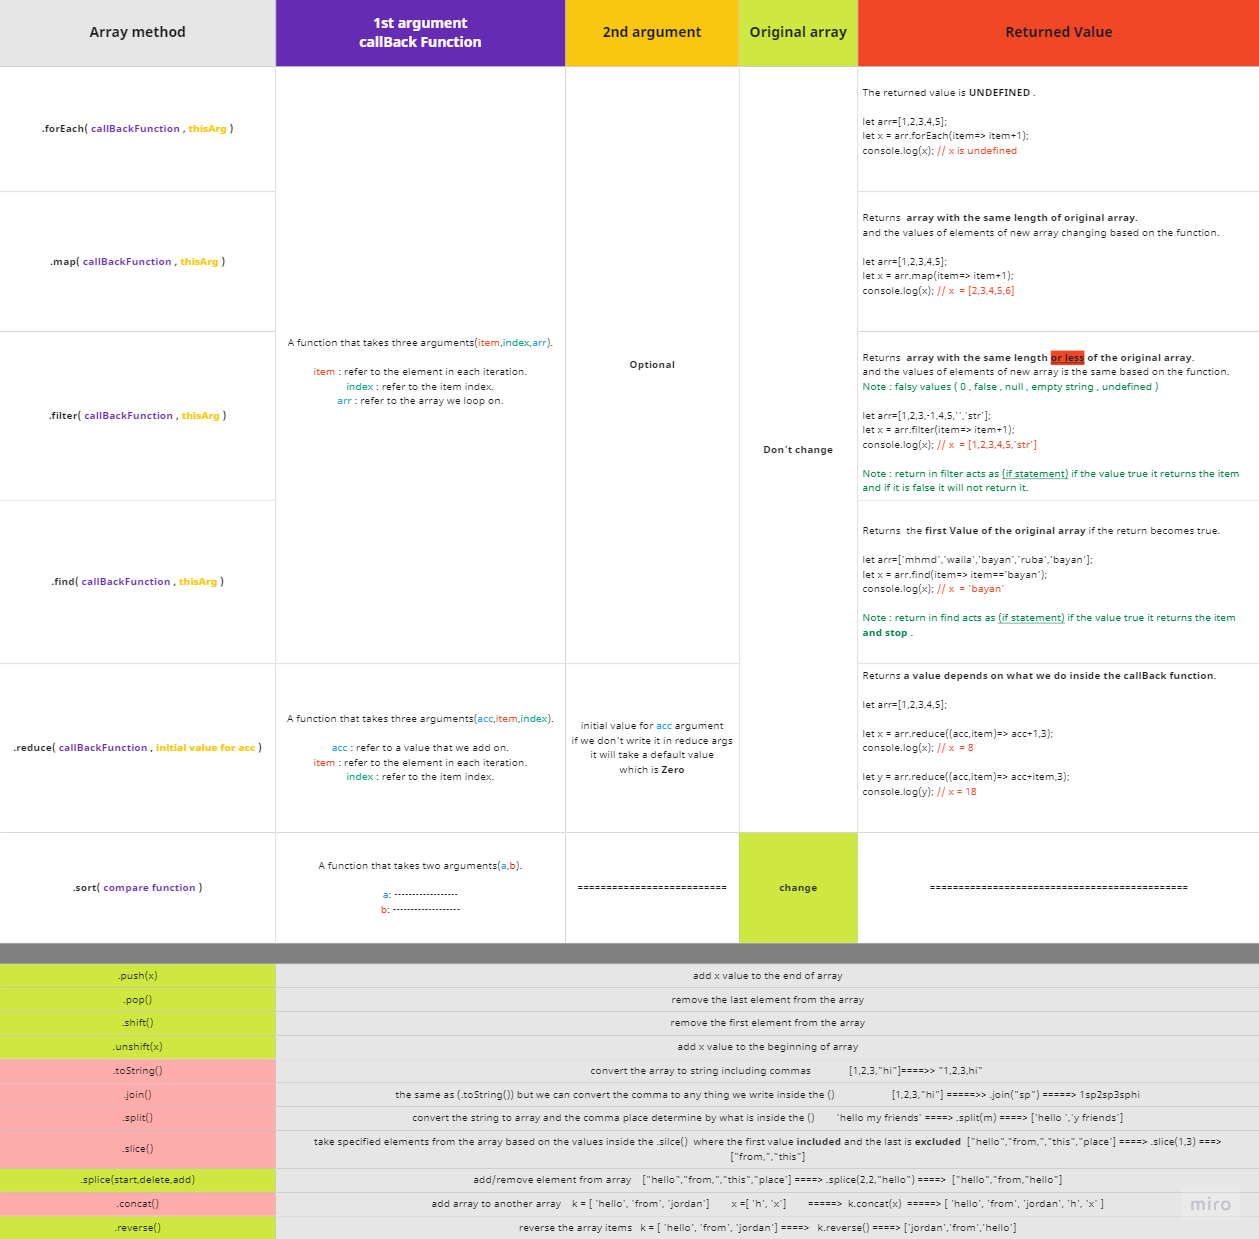 Array method
1st argument
callBack Function
2nd argument
Original array
Returned Value
.forEach( callBackFunction , thisArg )
The returned value is UNDEFINED .
let arr=[1,2,3,4,5];
let x = arr.forEach(item=> item+1);
console.log(x); // x is undefined
.map( callBackFunction , thisArg )
Returns  array with the same length of original array.
and the values of elements of new array changing based on the function.
let arr=[1,2,3,4,5];
let x = arr.map(item=> item+1);
console.log(x); // x  = [2,3,4,5,6]
A function that takes three arguments(item,index,arr).
item : refer to the element in each iteration.
index : refer to the item index.
arr : refer to the array we loop on.
Optional
Don't change
.filter( callBackFunction , thisArg )
Returns  array with the same length or less of the original array.
and the values of elements of new array is the same based on the function.
Note : falsy values ( 0 , false , null , empty string , undefined )
let arr=[1,2,3,-1,4,5,'','str'];
let x = arr.filter(item=> item+1);
console.log(x); // x  = [1,2,3,4,5,'str']
Note : return in filter acts as (if statement) if the value true it returns the item
and if it is false it will not return it.
.find( callBackFunction , thisArg )
Returns  the first Value of the original array if the return becomes true.
let arr=['mhmd','walla','bayan','ruba','bayan'];
let x = arr.find(item=> item=='bayan');
console.log(x); // x  = 'bayan'
Note : return in find acts as (if statement) if the value true it returns the item
and stop .
.reduce( callBackFunction , initial value for acc )
A function that takes three arguments(acc,item,index).
acc : refer to a value that we add on.
item : refer to the element in each iteration.
index : refer to the item index.
initial value for acc argument
if we don't write it in reduce args
it will take a default value
which is Zero
Returns a value depends on what we do inside the callBack function.
let arr=[1,2,3,4,5];
let x = arr.reduce((acc,item)=> acc+1,3);
console.log(x); // x  = 8
let y = arr.reduce((acc,item)=> acc+item,3);
console.log(y); // x = 18
.sort( compare function )
A function that takes two arguments(a,b).
a: ------------------
b: -------------------
==========================
change
=============================================
.push(x)
add x value to the end of array
.pop()
remove the last element from the array
.shift()
remove the first element from the array
.unshift(x)
add x value to the beginning of array
.toString()
convert the array to string including commas          [1,2,3,"hi"]====>> "1,2,3,hi"
.join()
the same as (.toString()) but we can convert the comma to any thing we write inside the ()               [1,2,3,"hi"] =====>> .join("sp") =====> 1sp2sp3sphi
.split()
convert the string to array and the comma place determine by what is inside the ()      'hello my friends' ====> .split(m) ====> ['hello ','y friends']
.slice()
take specified elements from the array based on the values inside the .silce()  where the first value included and the last is excluded  ["hello","from,","this","place'] ====> .slice(1,3) ===>
["from,","this"]
.splice(start,delete,add)
add/remove element from array   ["hello","from,","this","place'] ====> .splice(2,2,"hello") ====>  ["hello","from,"hello"]
.concat()
add array to another array   k = [ 'hello', 'from', 'jordan']      x =[ 'h', 'x']      =====>  k.concat(x)  =====> [ 'hello', 'from', 'jordan', 'h', 'x' ]
.reverse()
reverse the array items  k = [ 'hello', 'from', 'jordan'] ====>  k.reverse() ====> ['jordan','from','hello']
miro